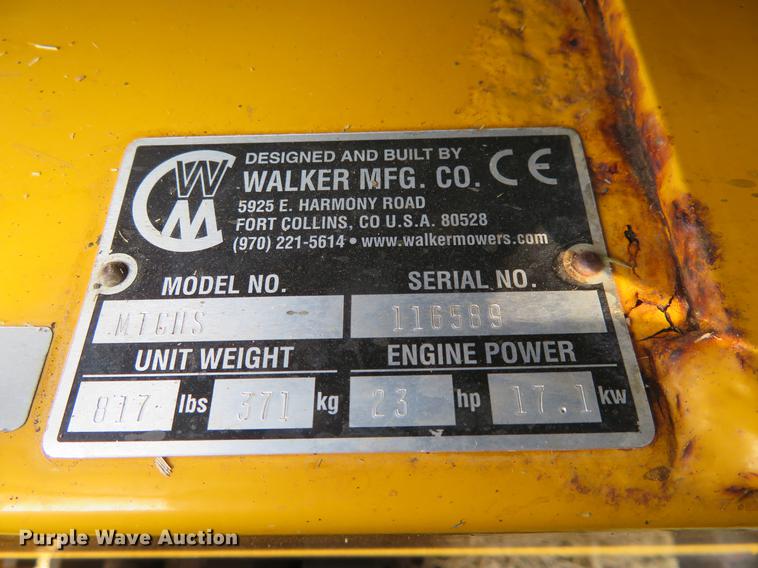 WM
DESIGNED AND BUILT BY
WALKER MFG. CO. CE
5925 E. HARMONY ROAD
FORT COLLINS, CO U.S.A. 80528
(970) 221-5614 • www.walkermowers.com
MODEL NO. SERIAL NO.
MTGHS 116589
UNIT WEIGHT ENGINE POWER
817 lbs 371 kg 23 hp 17.1 kw
Purple Wave Auction